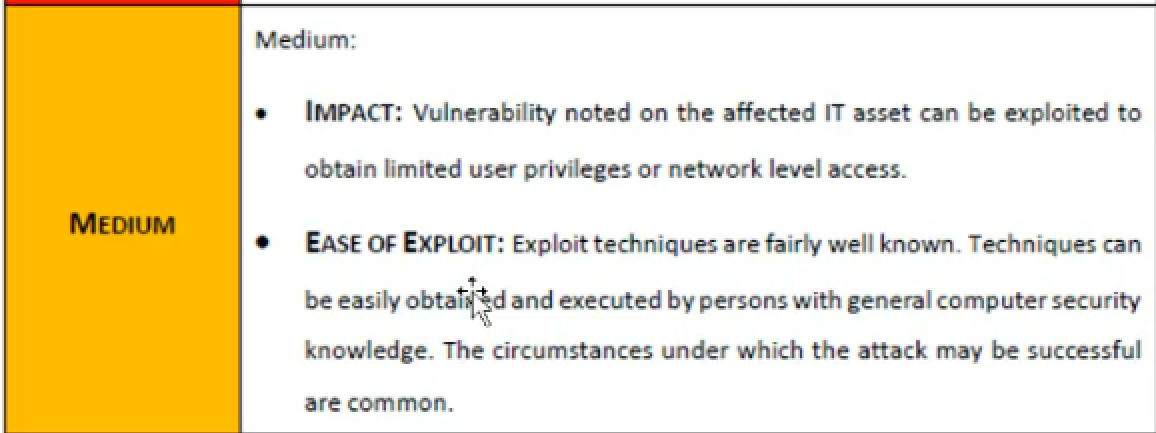 Medium:
MEDIUM
• IMPACT: Vulnerability noted on the affected IT asset can be exploited to
obtain limited user privileges or network level access.
• EASE OF EXPLOIT: Exploit techniques are fairly well known. Techniques can
be easily obtained and executed by persons with general computer security
knowledge. The circumstances under which the attack may be successful
are common.